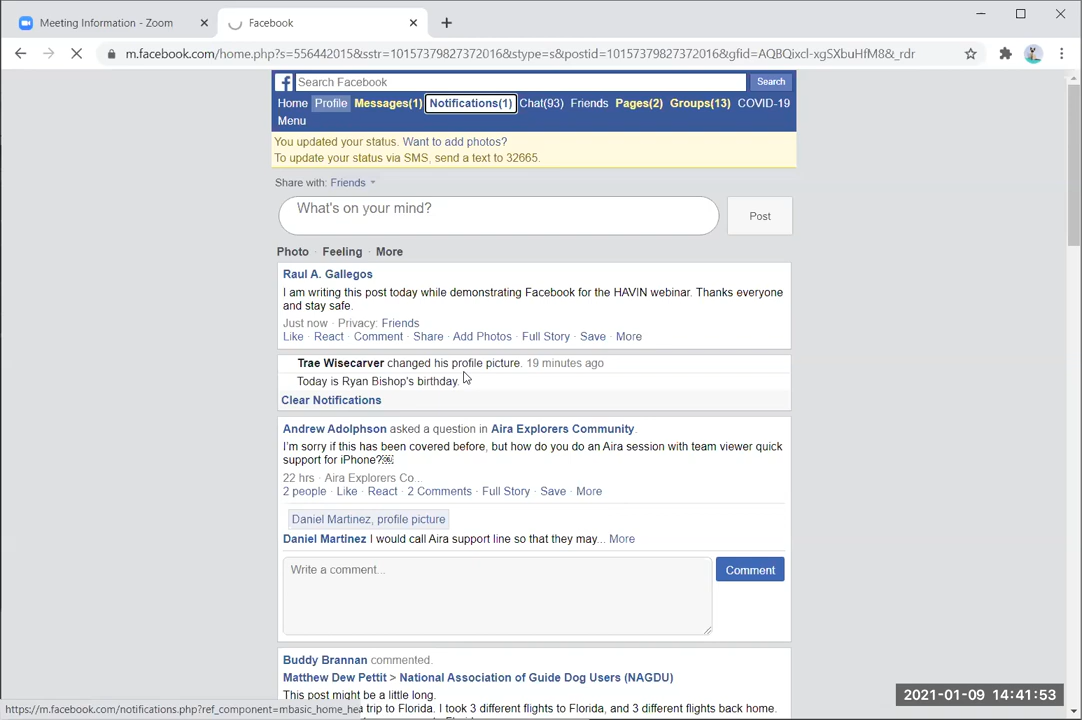 Meeting Information - Zoom
Facebook
m.facebook.com/home.php?s=556442015&sstr=10157379827372016&stype=s&postid=10157379827372016&gfid=AQBQixcl-xgSXbuHfM8&_rdr
Search Facebook
Search
Home Profile Messages(1) Notifications(1) Chat(93) Friends Pages(2) Groups(13) COVID-19
Menu
You updated your status. Want to add photos?
To update your status via SMS, send a text to 32665.
Share with: Friends
What's on your mind?
Post
Photo · Feeling · More
Raul A. Gallegos
I am writing this post today while demonstrating Facebook for the HAVIN webinar. Thanks everyone
and stay safe.
Just now · Privacy: Friends
Like · React · Comment · Share · Add Photos · Full Story · Save · More
Trae Wisecarver changed his profile picture. 19 minutes ago
Today is Ryan Bishop's birthday.
Clear Notifications
Andrew Adolphson asked a question in Aira Explorers Community.
I'm sorry if this has been covered before, but how do you do an Aira session with team viewer quick
support for iPhone?￼
22 hrs · Aira Explorers Co...
2 people · Like · React · 2 Comments · Full Story · Save · More
Daniel Martinez, profile picture
Daniel Martinez I would call Aira support line so that they may... More
Write a comment...
Comment
Buddy Brannan commented.
Matthew Dew Pettit > National Association of Guide Dog Users (NAGDU)
This post might be a little long.
a trip to Florida. I took 3 different flights to Florida, and 3 different flights back home.
https://m.facebook.com/notifications.php?ref_component=mbasic_home_he
2021-01-09 14:41:53